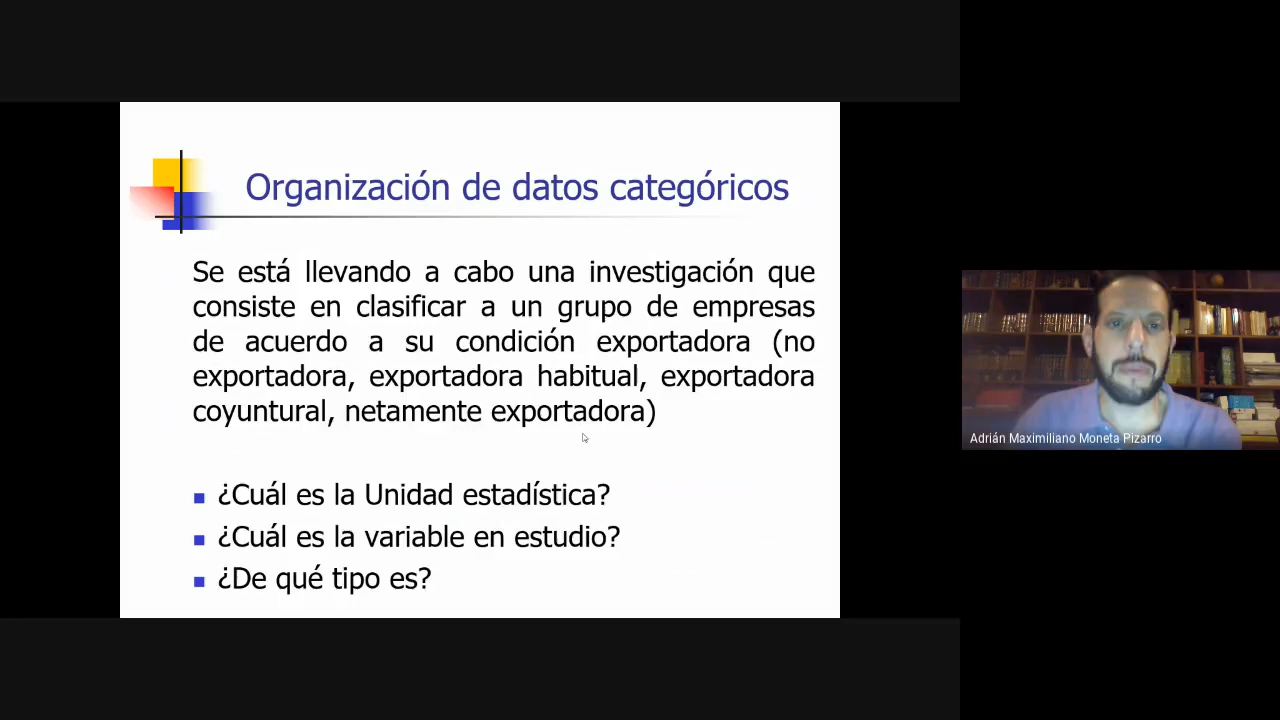 Organización de datos categóricos
Se está llevando a cabo una investigación que
consiste en clasificar a un grupo de empresas
de acuerdo a su condición exportadora (no
exportadora, exportadora habitual, exportadora
coyuntural, netamente exportadora)
¿Cuál es la Unidad estadística?
¿Cuál es la variable en estudio?
¿De qué tipo es?
Adrián Maximiliano Moneta Pizarro